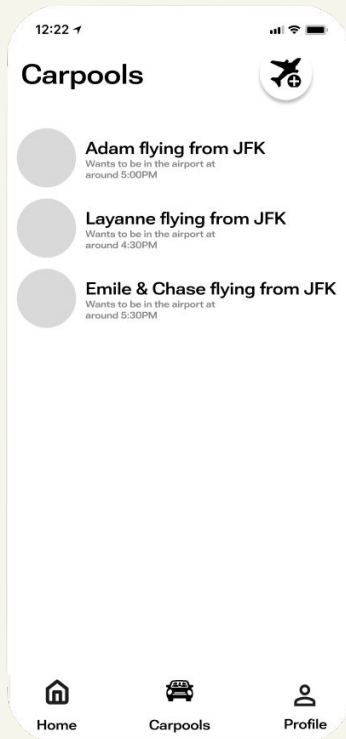 12:22
Carpools
Adam flying from JFK
Wants to be in the airport at
around 5:00PM
Layanne flying from JFK
Wants to be in the airport at
around 4:30PM
Emile & Chase flying from JFK
Wants to be in the airport at
around 5:30PM
Home Carpools Profile